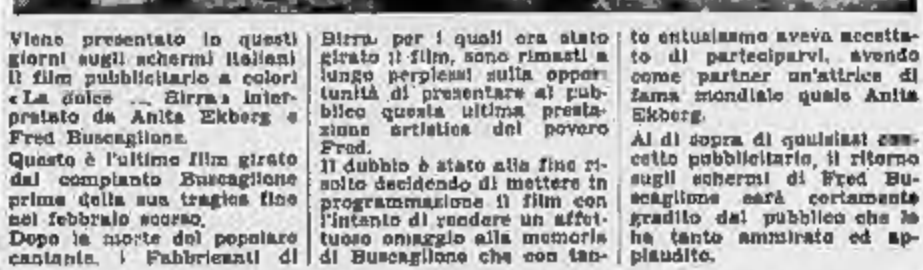 Viene presentato in questi
giorni sugli schermi italiani
il film pubblicitario a colori
«La dolce ... Birra» inter-
pretato da Anita Ekberg e
Fred Buscaglione.
Questo è l'ultimo film girato
dal compianto Buscaglione
prima della sua tragica fine
nel febbraio scorso.
Dopo la morte del popolare
cantante, i Fabbricanti di
Birra, per i quali era stato
girato il film, sono rimasti a
lungo perplessi sulla oppor-
tunità di presentare al pub-
blico questa ultima presta-
zione artistica del povero
Fred.
Il dubbio è stato alla fine ri-
solto decidendo di mettere in
programmazione il film con
l'intento di rendere un affet-
tuoso omaggio alla memoria
di Buscaglione che con tan-
to entusiasmo aveva accetta-
to di parteciparvi, avendo
come partner un'attrice di
fama mondiale quale Anita
Ekberg.
Al di sopra di qualsiasi con-
cetto pubblicitario, il ritorno
sugli schermi di Fred Bu-
scaglione sarà certamente
gradito dal pubblico che lo
ha tanto ammirato ed ap-
plaudito.